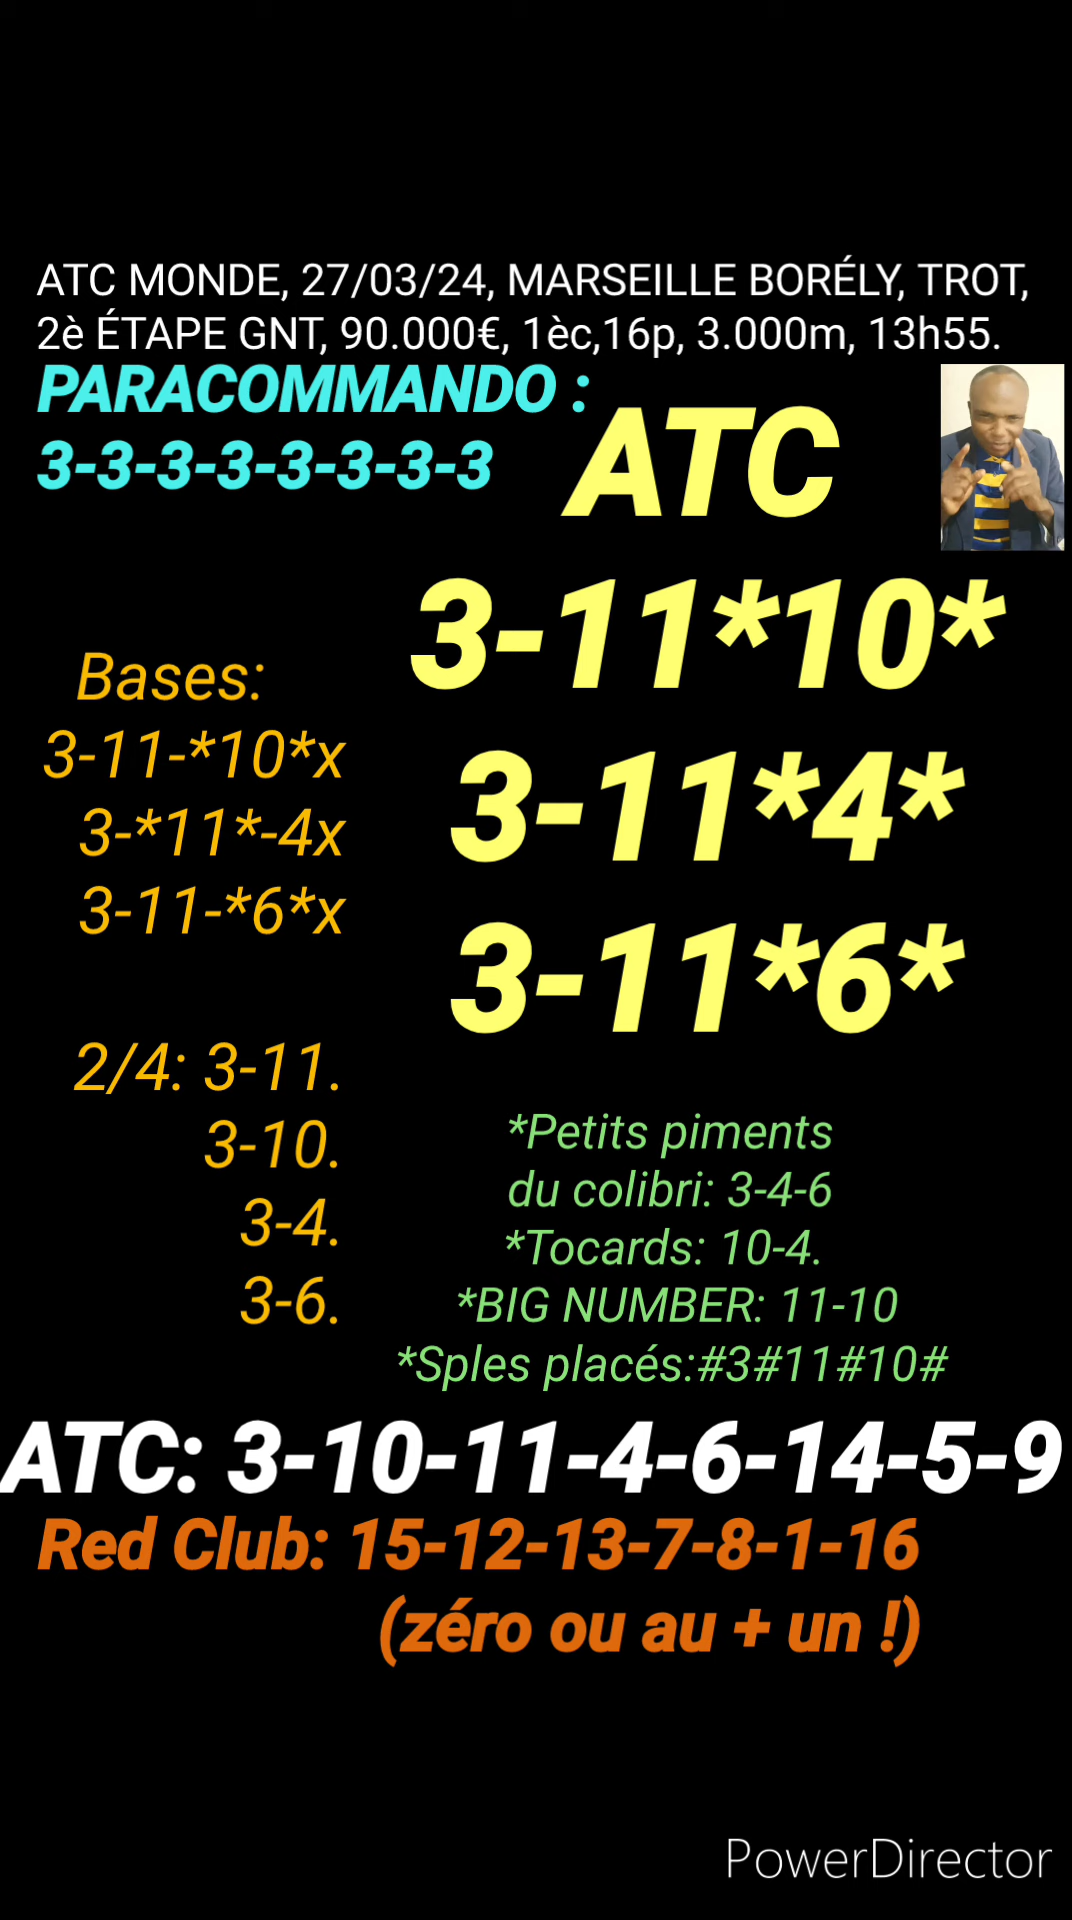 ATC MONDE, 27/03/24, MARSEILLE BORÉLY, TROT,
2è ÉTAPE GNT, 90.000€, 1èc,16p, 3.000m, 13h55.
PARACOMMANDO :
3-3-3-3-3-3-3-3
ATC
3-11*10*
3-11*4*
3-11*6*
Bases:
3-11-*10*x
3-*11*-4x
3-11-*6*x
2/4: 3-11.
3-10.
3-4.
3-6.
*Petits piments
du colibri: 3-4-6
*Tocards: 10-4.
*BIG NUMBER: 11-10
*Sples placés:#3#11#10#
ATC: 3-10-11-4-6-14-5-9
Red Club: 15-12-13-7-8-1-16
(zéro ou au + un !)
PowerDirector